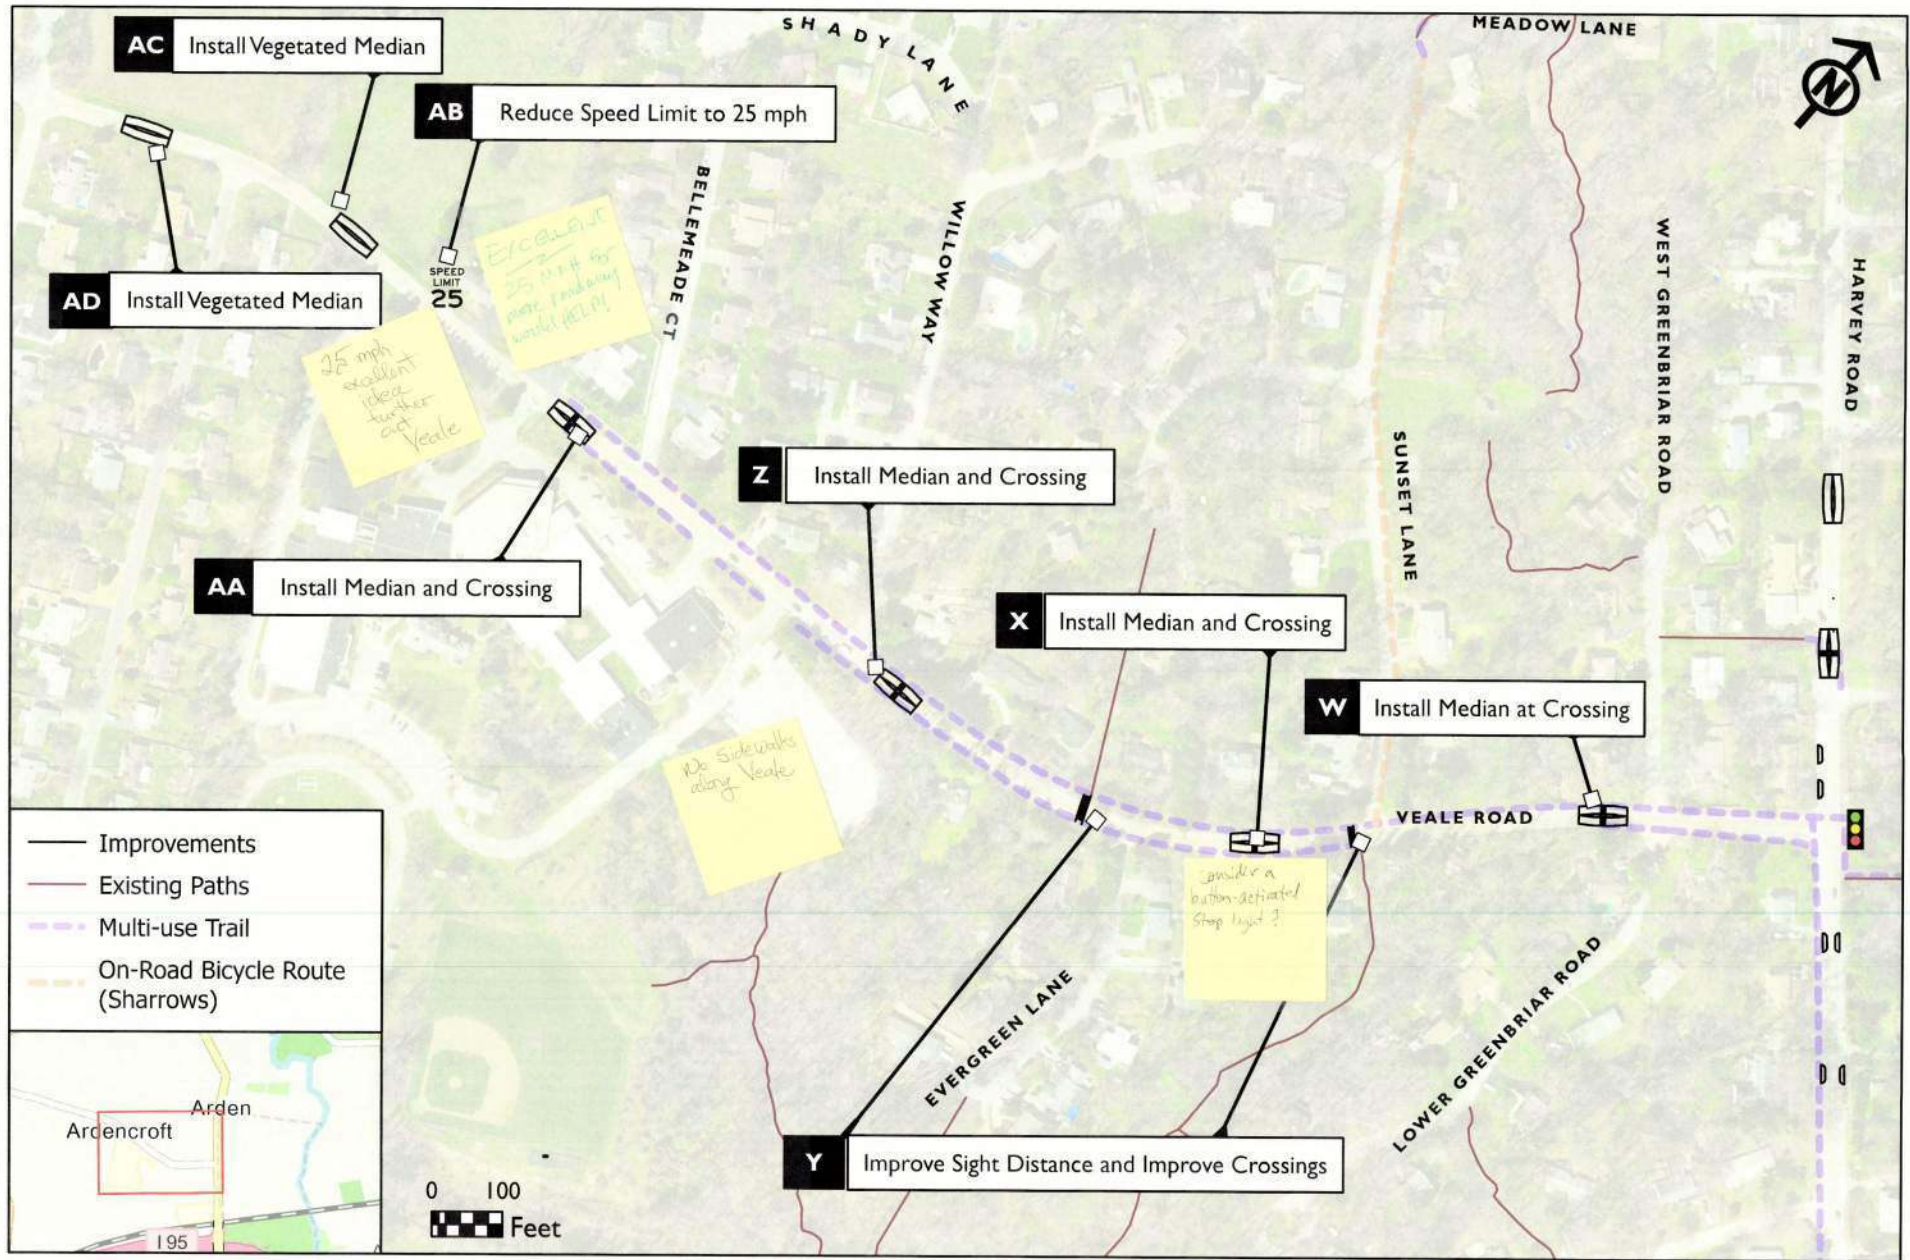 SHADY LANE
MEADOW LANE
N
AC Install Vegetated Median
AB Reduce Speed Limit to 25 mph
AD Install Vegetated Median
SPEED
LIMIT
25
EXCELLENT
25 M.P.H for
more roadway
would HELP!
BELLEMEADE CT
WILLOW WAY
WEST GREENBRIAR ROAD
HARVEY ROAD
25 mph
excellent
idea
further
out
Veale
SUNSET LANE
Z Install Median and Crossing
AA Install Median and Crossing
X Install Median and Crossing
W Install Median at Crossing
No Sidewalks
along Veale
VEALE ROAD
Consider a
button-activated
Stop light?
EVERGREEN LANE
LOWER GREENBRIAR ROAD
Y Improve Sight Distance and Improve Crossings
Improvements
Existing Paths
Multi-use Trail
On-Road Bicycle Route
(Sharrows)
Arden
Ardencroft
I95
0 100
Feet